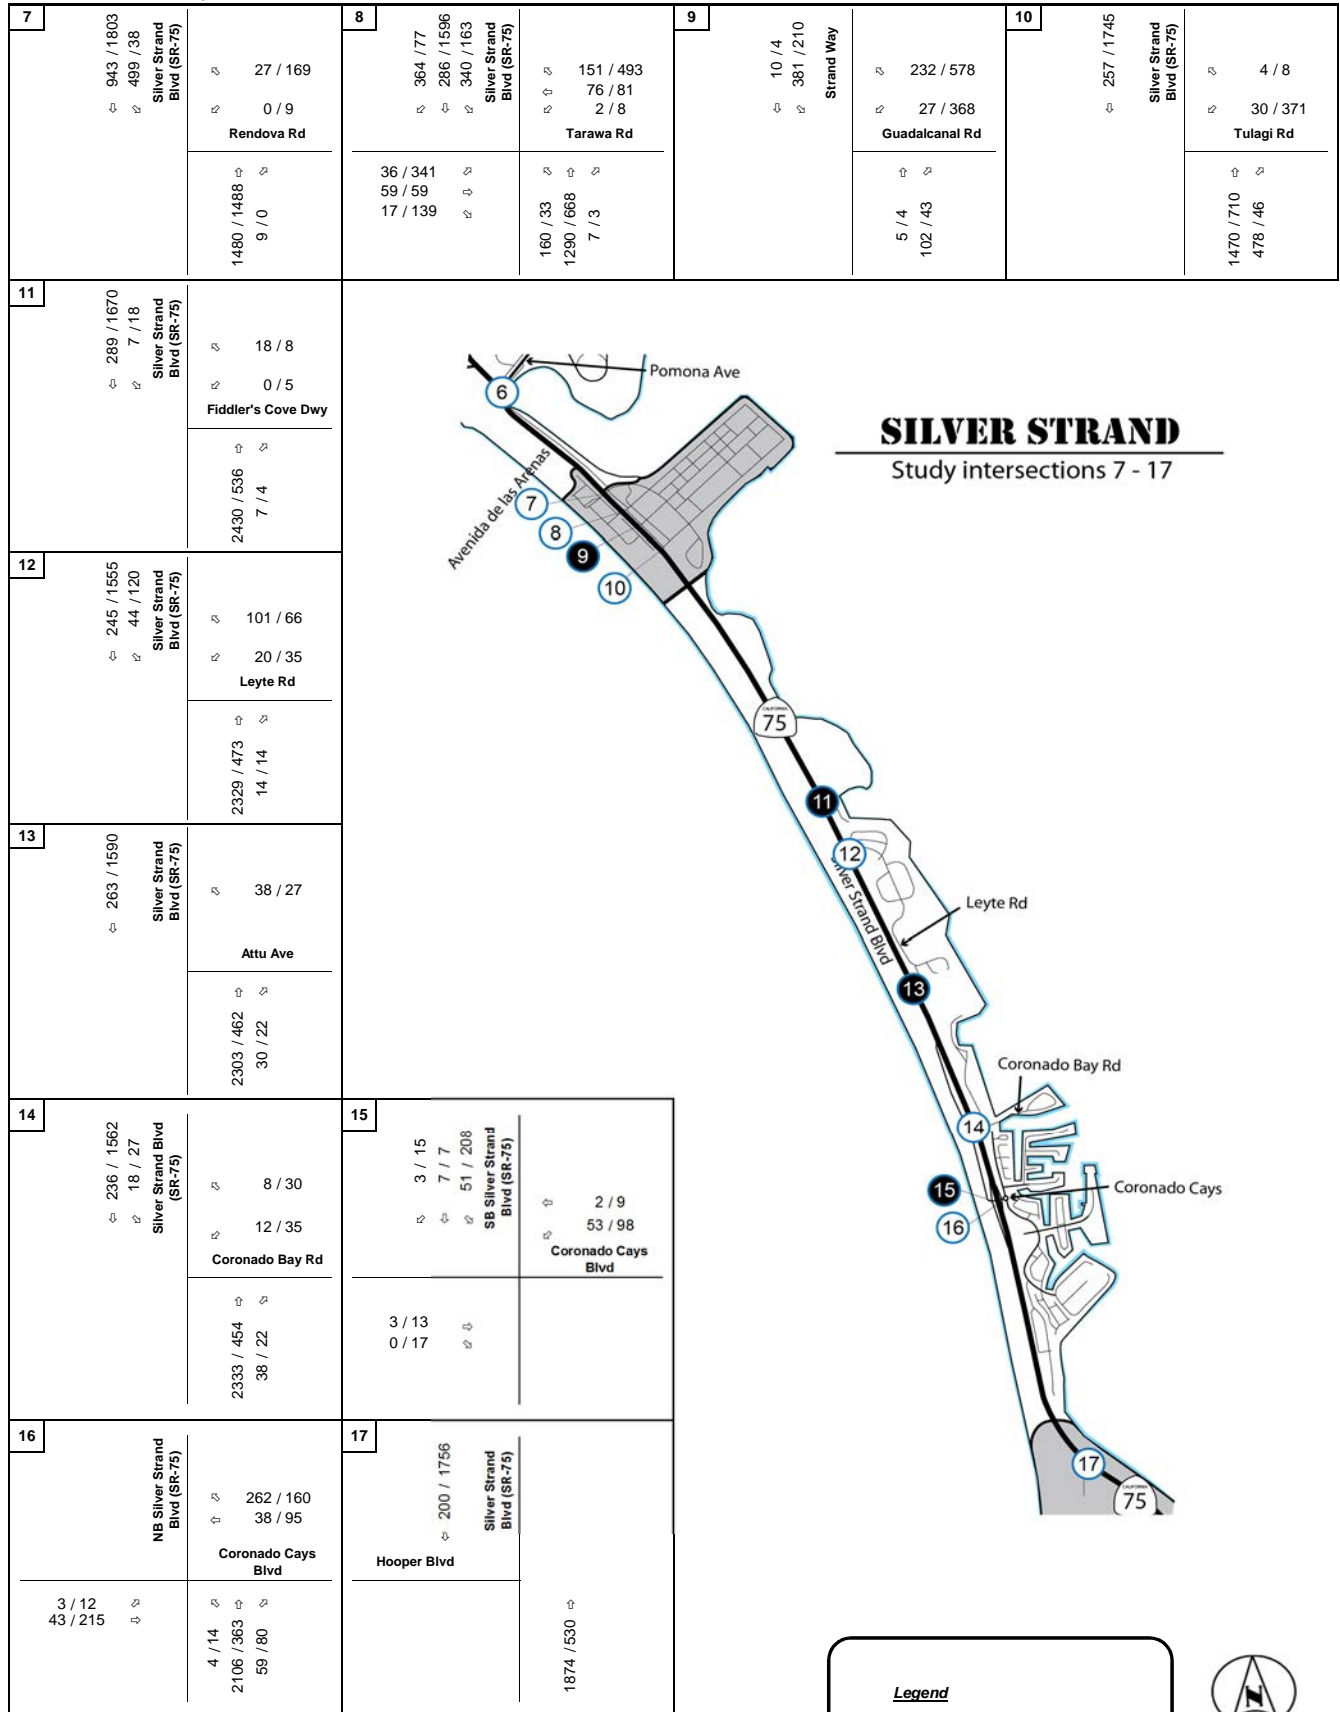 7
943 / 1803
499 / 38
Silver Strand
Blvd (SR-75)
27 / 169
0 / 9
Rendova Rd
1480 / 1488
9 / 0
8
364 / 77
286 / 1596
340 / 163
Silver Strand
Blvd (SR-75)
151 / 493
76 / 81
2 / 8
Tarawa Rd
36 / 341
59 / 59
17 / 139
160 / 33
1290 / 668
7 / 3
9
10 / 4
381 / 210
Strand Way
232 / 578
27 / 368
Guadalcanal Rd
5 / 4
102 / 43
10
257 / 1745
Silver Strand
Blvd (SR-75)
4 / 8
30 / 371
Tulagi Rd
1470 / 710
478 / 46
11
289 / 1670
7 / 18
Silver Strand
Blvd (SR-75)
18 / 8
0 / 5
Fiddler's Cove Dwy
2430 / 536
7 / 4
12
245 / 1555
44 / 120
Silver Strand
Blvd (SR-75)
101 / 66
20 / 35
Leyte Rd
2329 / 473
14 / 14
13
263 / 1590
Silver Strand
Blvd (SR-75)
38 / 27
Attu Ave
2303 / 462
30 / 22
14
236 / 1562
18 / 27
Silver Strand Blvd
(SR-75)
8 / 30
12 / 35
Coronado Bay Rd
2333 / 454
38 / 22
15
3 / 15
7 / 7
51 / 208
SB Silver Strand
Blvd (SR-75)
2 / 9
53 / 98
Coronado Cays
Blvd
3 / 13
0 / 17
16
NB Silver Strand
Blvd (SR-75)
262 / 160
38 / 95
Coronado Cays
Blvd
3 / 12
43 / 215
4 / 14
2106 / 363
59 / 80
17
200 / 1756
Silver Strand
Blvd (SR-75)
Hooper Blvd
1874 / 530
SILVER STRAND
Study intersections 7 - 17
Pomona Ave
6
Avenida de las Arenas
7
8
9
10
CALIFORNIA
75
11
12
Silver Strand Blvd
Leyte Rd
13
Coronado Bay Rd
14
15
Coronado Cays
16
17
CALIFORNIA
75
Legend
N